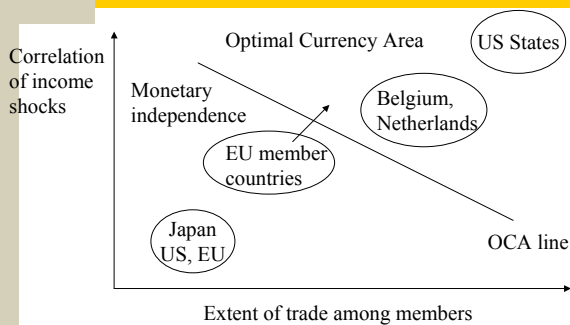 Correlation
of income
shocks
Optimal Currency Area
US States
Monetary
independence
Belgium,
Netherlands
EU member
countries
Japan
US, EU
OCA line
Extent of trade among members